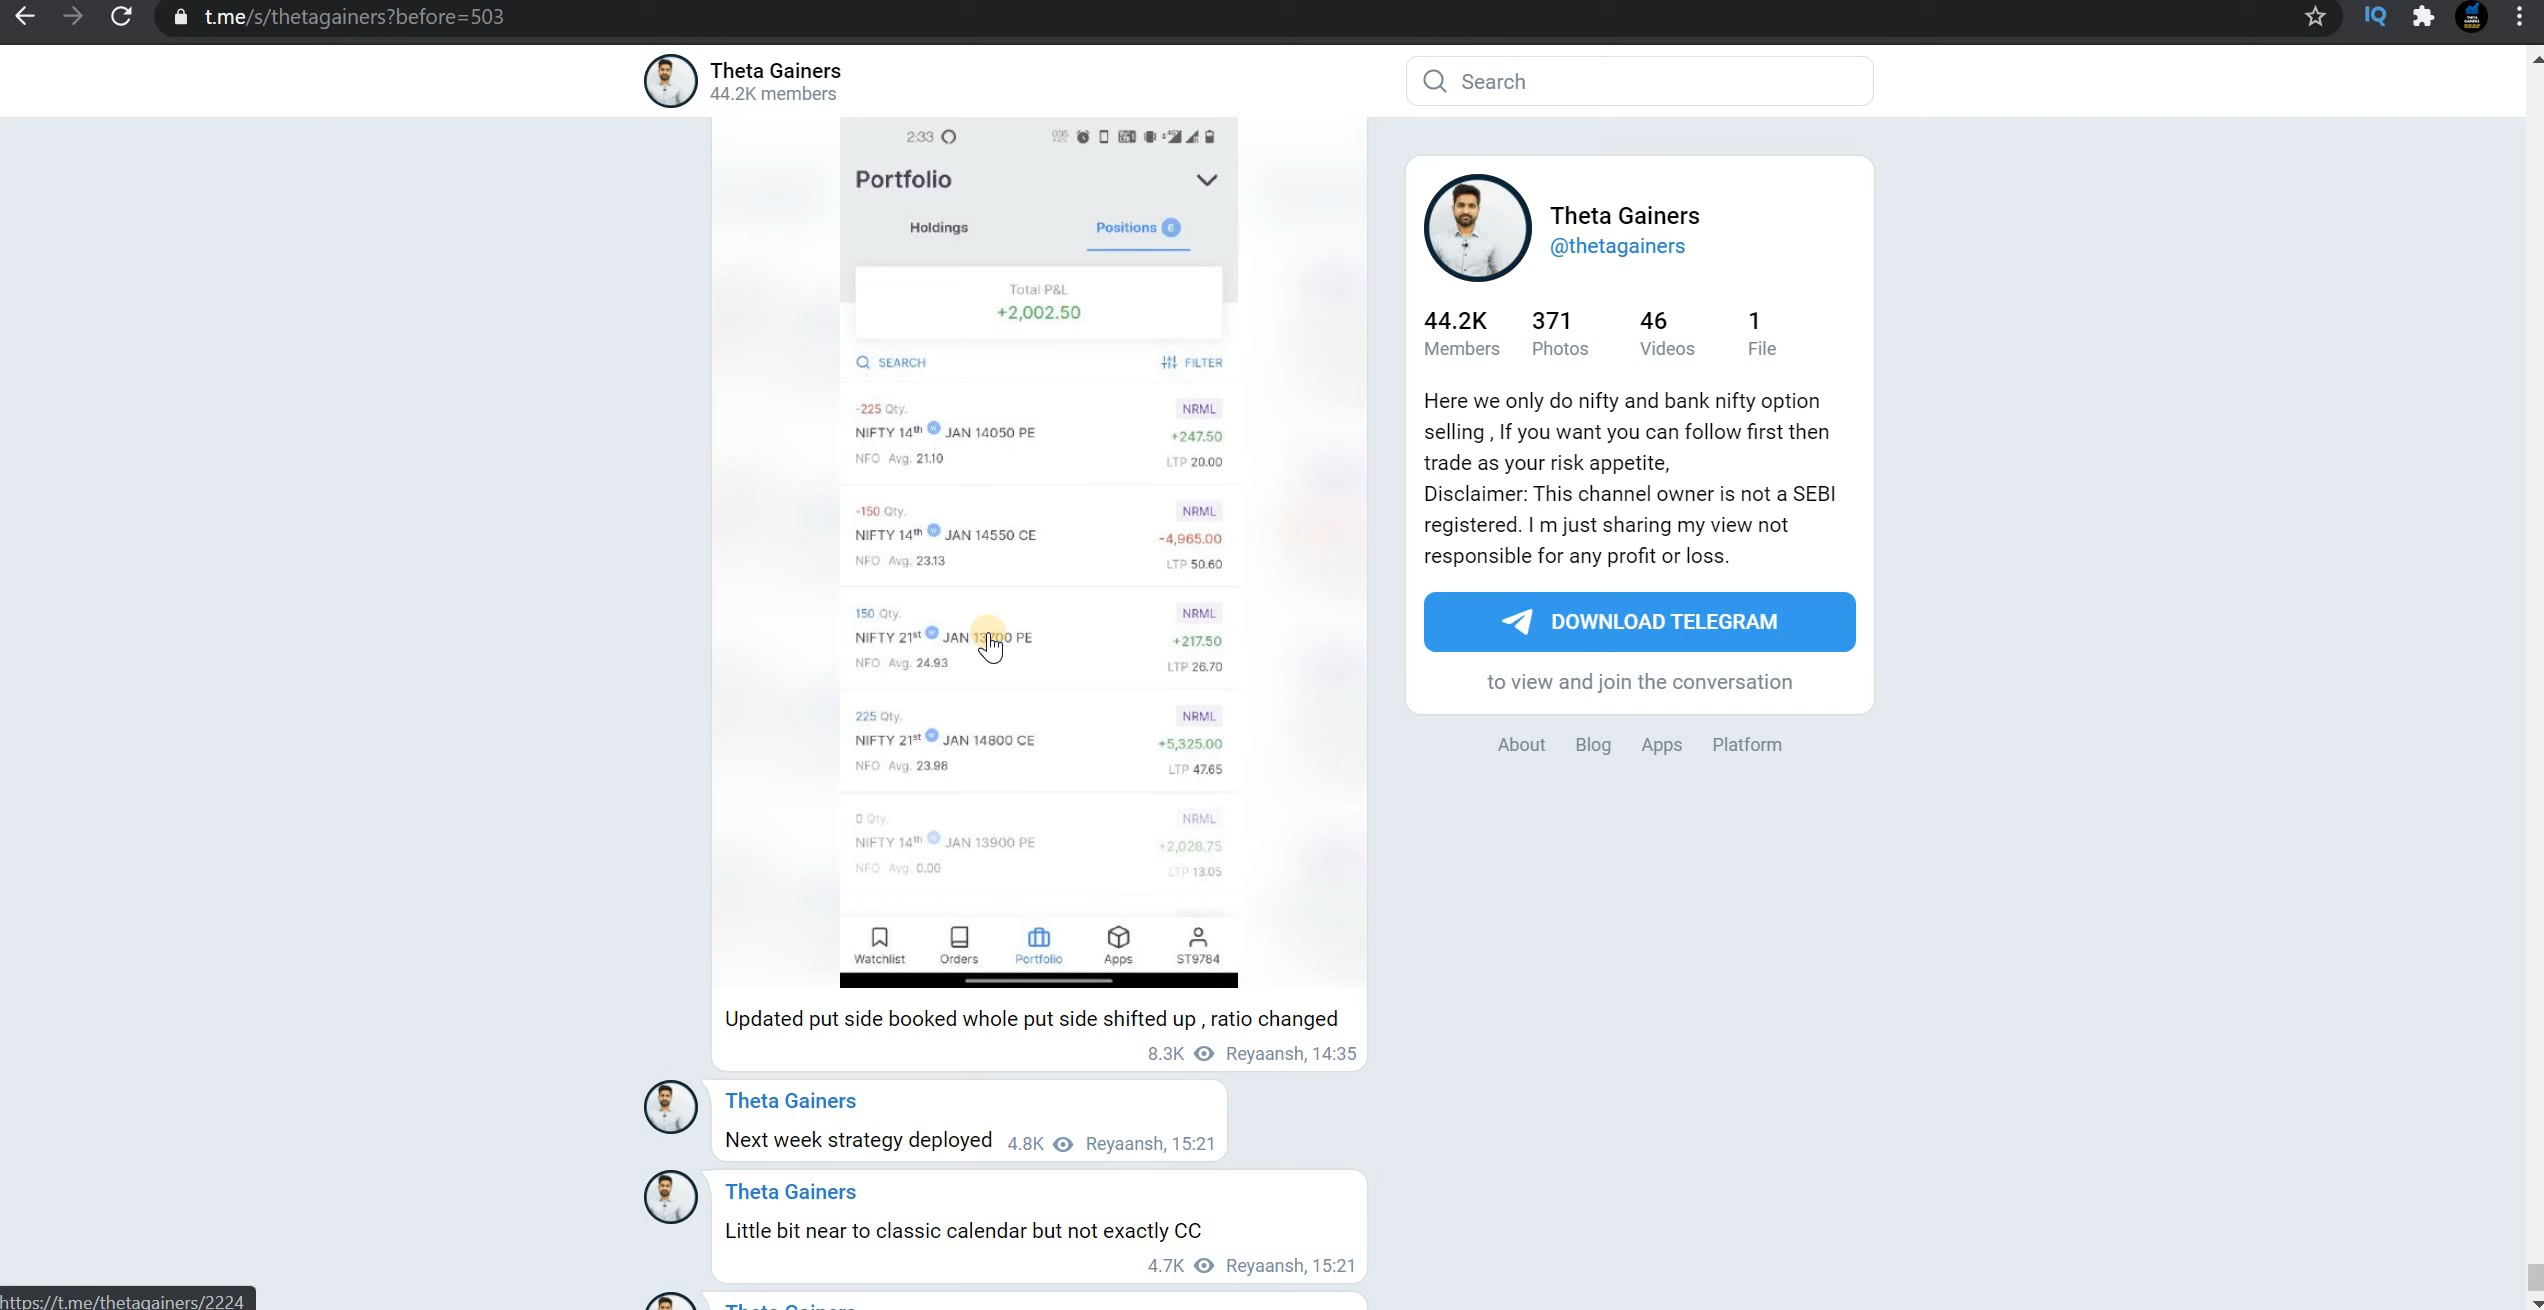 t.me/s/thetagainers?before=503
Theta Gainers
44.2K members
Search
2:33
Portfolio
Holdings
Positions 6
Total P&L
+2,002.50
SEARCH
FILTER
-225 Qty. NRML
NIFTY 14th W JAN 14050 PE +247.50
NFO Avg. 21.10 LTP 20.00
-150 Qty. NRML
NIFTY 14th W JAN 14550 CE -4,965.00
NFO Avg. 23.13 LTP 50.60
150 Qty. NRML
NIFTY 21st W JAN 13700 PE +217.50
NFO Avg. 24.93 LTP 26.70
225 Qty. NRML
NIFTY 21st W JAN 14800 CE +5,325.00
NFO Avg. 23.98 LTP 47.65
0 Qty. NRML
NIFTY 14th W JAN 13900 PE +2,028.75
NFO Avg. 0.00 LTP 13.05
Watchlist Orders Portfolio Apps ST9784
Updated put side booked whole put side shifted up , ratio changed
8.3K Reyaansh, 14:35
Theta Gainers
Next week strategy deployed 4.8K Reyaansh, 15:21
Theta Gainers
Little bit near to classic calendar but not exactly CC
4.7K Reyaansh, 15:21
Theta Gainers
Theta Gainers
@thetagainers
44.2K 371 46 1
Members Photos Videos File
Here we only do nifty and bank nifty option
selling , If you want you can follow first then
trade as your risk appetite,
Disclaimer: This channel owner is not a SEBI
registered. I m just sharing my view not
responsible for any profit or loss.
DOWNLOAD TELEGRAM
to view and join the conversation
About Blog Apps Platform
https://t.me/thetagainers/2224